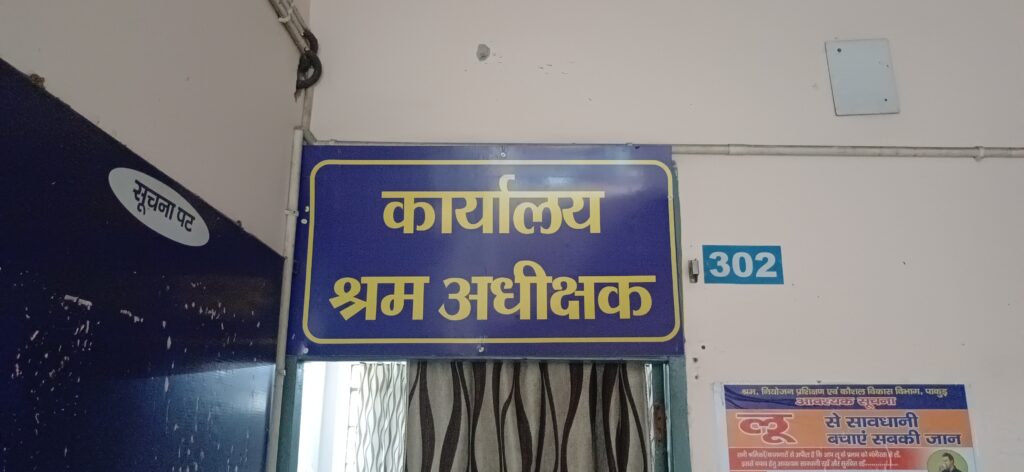 सूचना पट
कार्यालय
श्रम अधीक्षक
302
श्रम, नियोजन प्रशिक्षण एवं कौशल विकास विभाग, पाकुड़
आवश्यक सूचना
लू से सावधानी
बचाएं सबकी जान